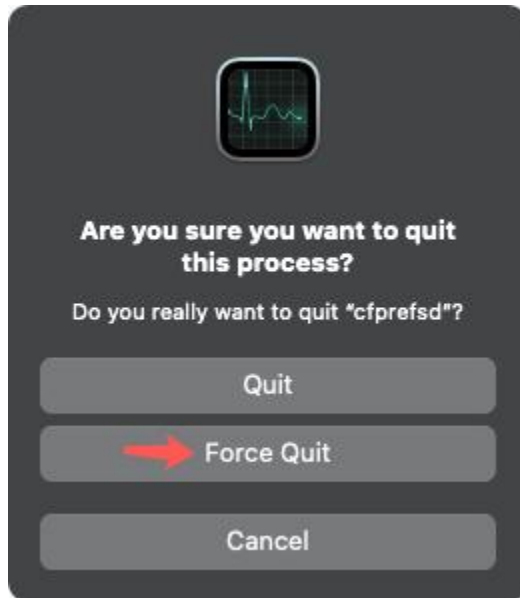 Are you sure you want to quit
this process?
Do you really want to quit “cfprefsd”?
Quit
Force Quit
Cancel